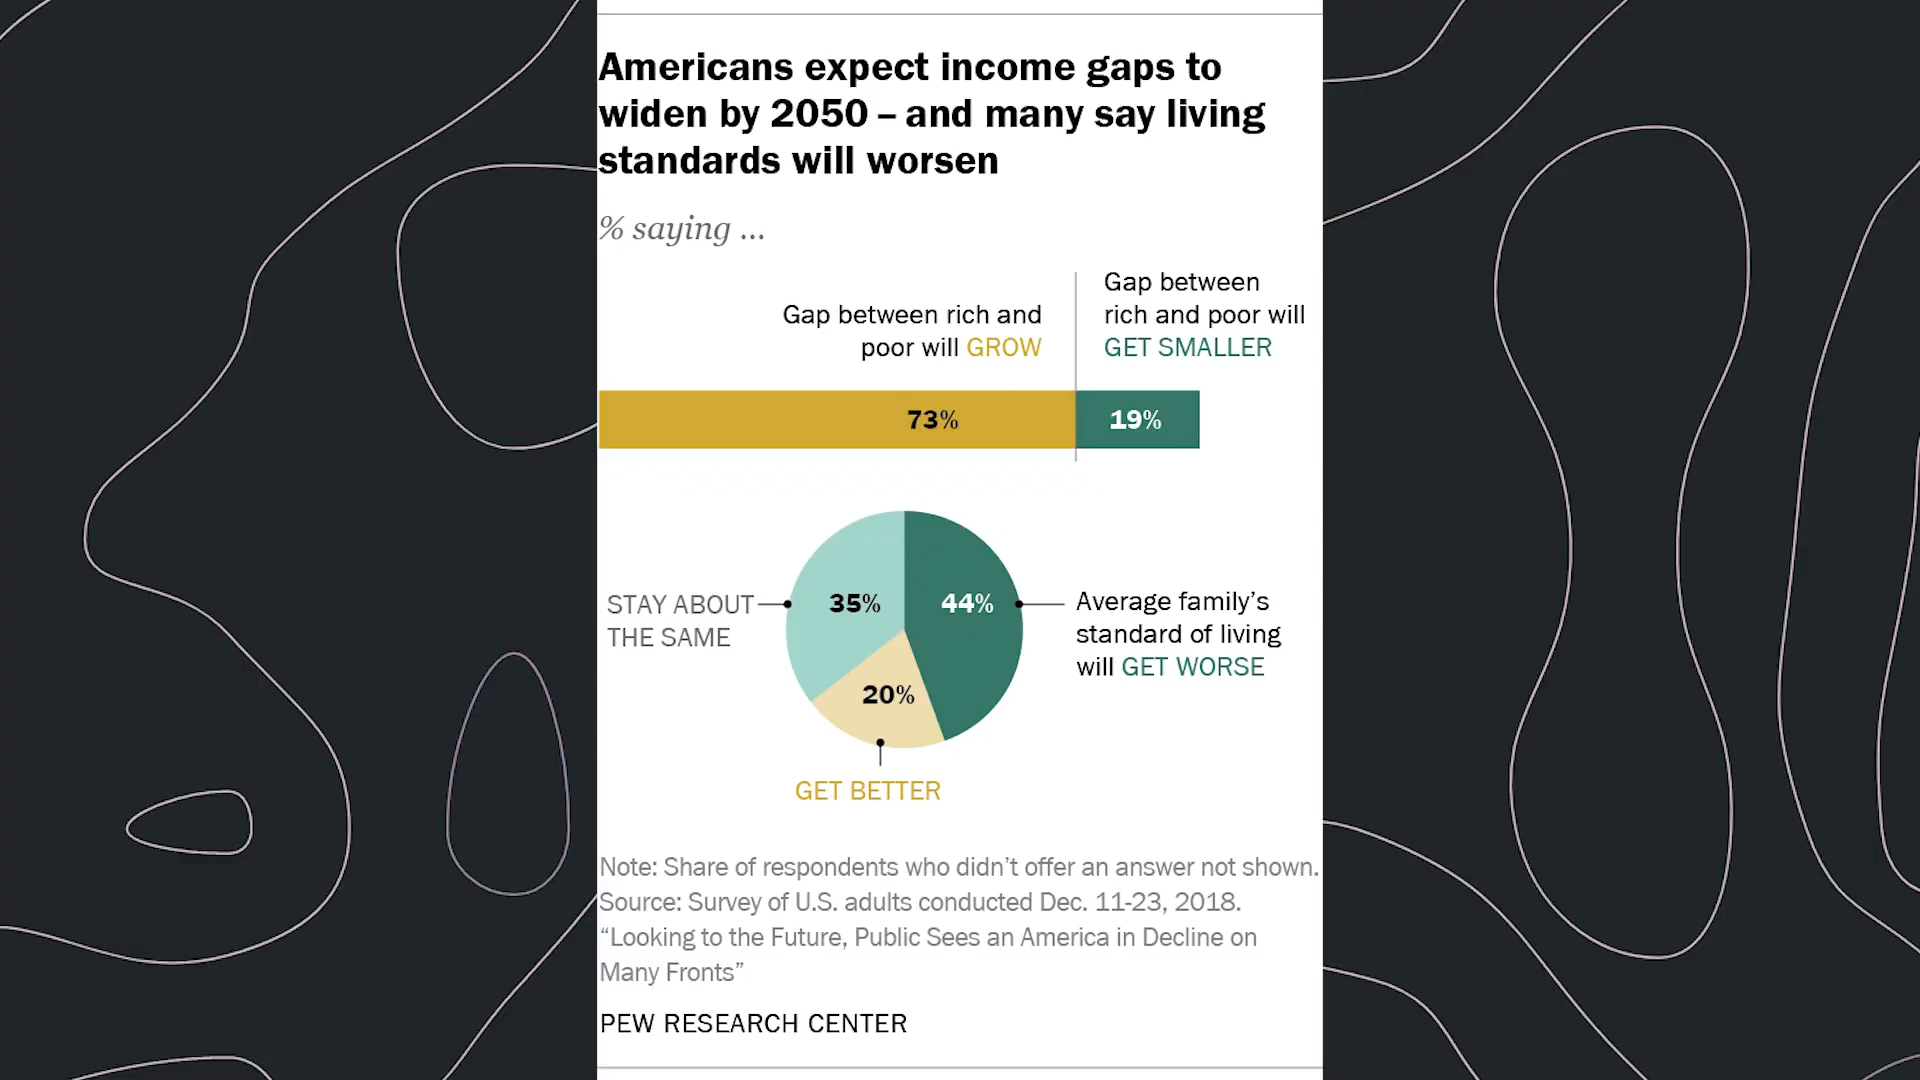 Americans expect income gaps to
widen by 2050 – and many say living
standards will worsen
% saying ...
Gap between rich and
poor will GROW
Gap between
rich and poor will
GET SMALLER
73%
19%
STAY ABOUT
THE SAME
35%
44%
Average family’s
standard of living
will GET WORSE
20%
GET BETTER
Note: Share of respondents who didn’t offer an answer not shown.
Source: Survey of U.S. adults conducted Dec. 11-23, 2018.
“Looking to the Future, Public Sees an America in Decline on
Many Fronts”
PEW RESEARCH CENTER